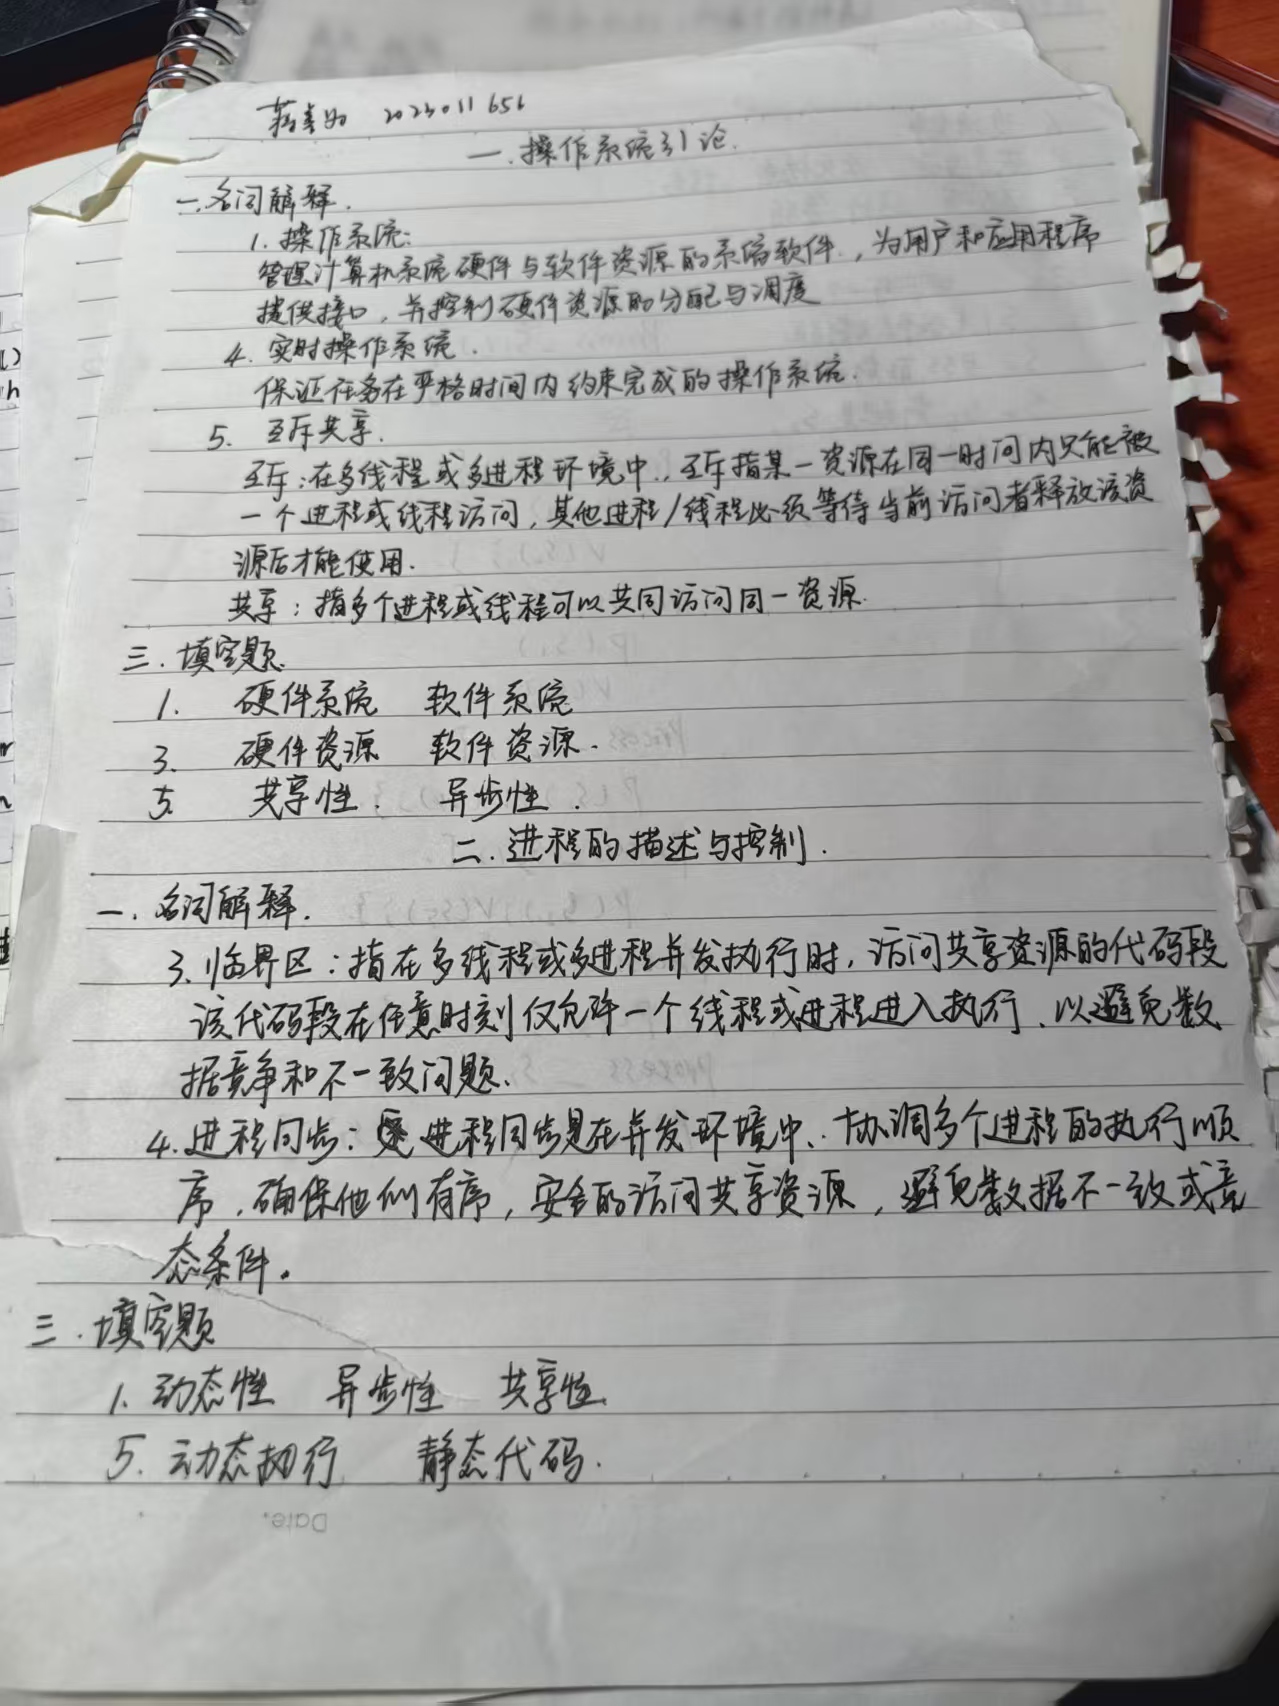 2023011656
一.操作系统引论.
一.名词解释.
1.操作系统:
管理计算机系统硬件与软件资源的系统软件.,为用户和应用程序
提供接口,并控制硬件资源的分配与调度
4.实时操作系统.
保证任务在严格时间内约束完成的操作系统.
5.互斥共享.
互斥:在多线程或多进程环境中.,互斥指某一资源在同一时间内只能被
一个进程或线程访问,其他进程/线程必须等待当前访问者释放该资
源后才能使用.
共享:指多个进程或线程可以共同访问同一资源.
三.填空题.
1. 硬件系统 软件系统
3. 硬件资源 软件资源.
5. 共享性. 异步性.
二.进程的描述与控制.
一.名词解释.
3.临界区:指在多线程或多进程并发执行时,访问共享资源的代码段
该代码段在任意时刻仅允许一个线程或进程进入执行、以避免数
据竞争和不一致问题.
4.进程同步:进程同步是在并发环境中.、协调多个进程的执行顺
序,确保他们有序,安全的访问共享资源,避免数据不一致或竞
态条件。
三.填空题
1.动态性 异步性 共享性.
5.动态执行 静态代码.
Date.